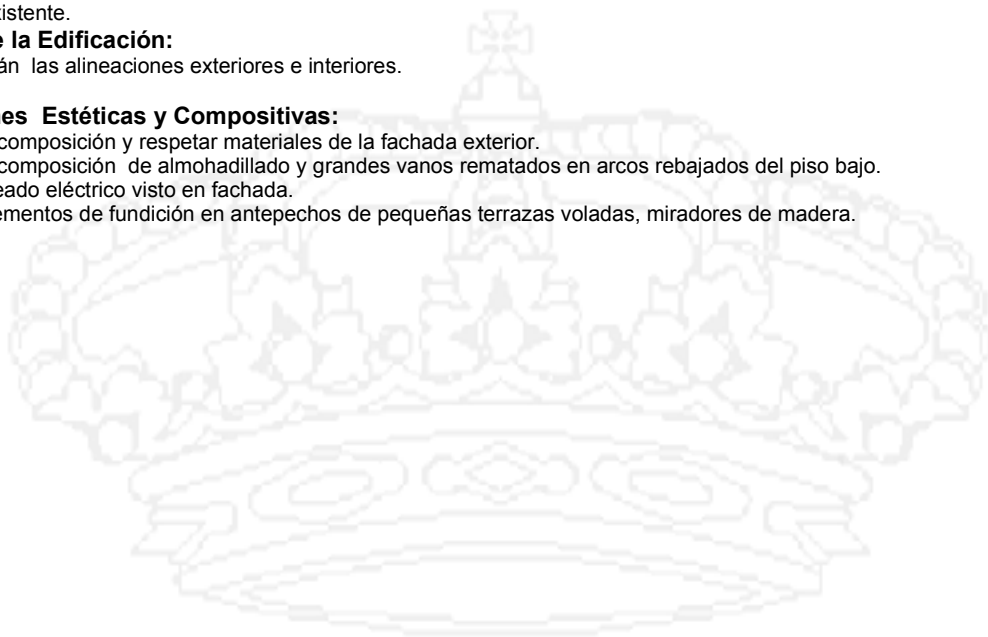 istente.
e la Edificación:
án las alineaciones exteriores e interiores.
nes Estéticas y Compositivas:
composición y respetar materiales de la fachada exterior.
composición de almohadillado y grandes vanos rematados en arcos rebajados del piso bajo.
eado eléctrico visto en fachada.
ementos de fundición en antepechos de pequeñas terrazas voladas, miradores de madera.